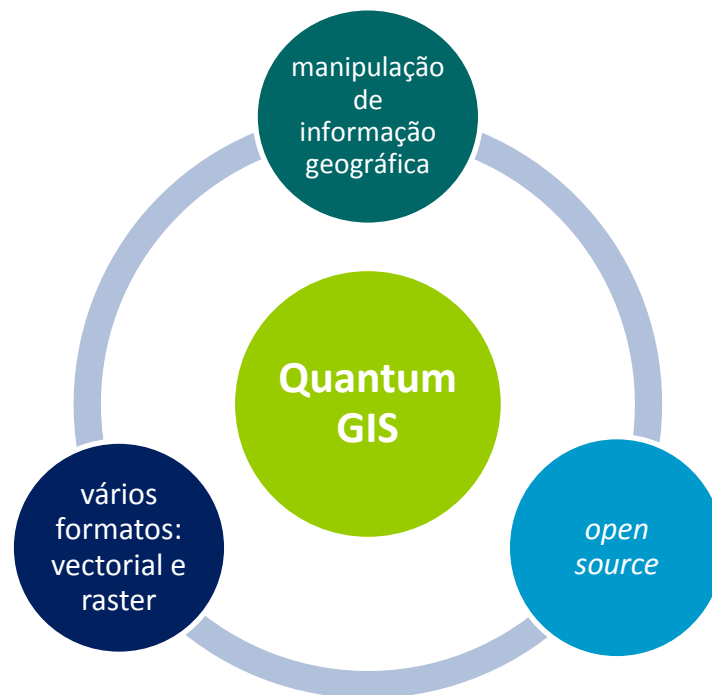 manipulação
de
informação
geográfica
Quantum
GIS
vários
formatos:
vectorial e
raster
open
source